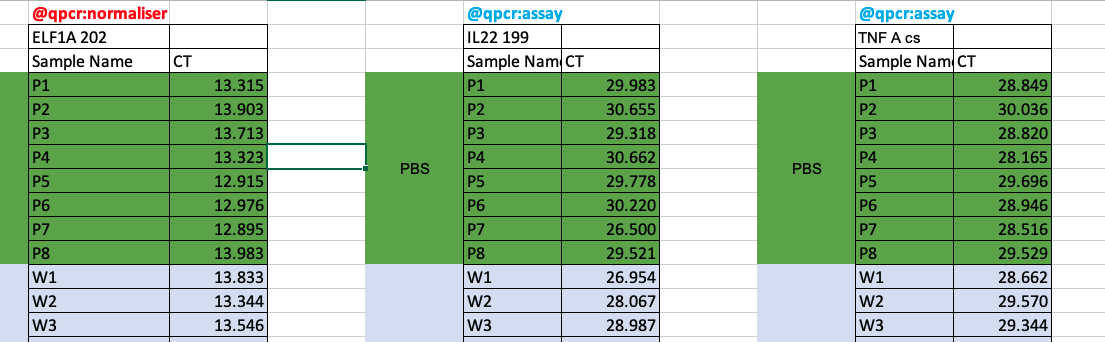 @qpcr:normaliser @qpcr:assay @qpcr:assay
ELF1A 202 IL22 199 TNF A cs
Sample Name CT Sample Nam CT Sample Nam CT
P1 13.315 P1 29.983 P1 28.849
P2 13.903 P2 30.655 P2 30.036
P3 13.713 P3 29.318 P3 28.820
P4 13.323 P4 30.662 P4 28.165
PBS PBS
P5 12.915 P5 29.778 P5 29.696
P6 12.976 P6 30.220 P6 28.946
P7 12.895 P7 26.500 P7 28.516
P8 13.983 P8 29.521 P8 29.529
W1 13.833 W1 26.954 W1 28.662
W2 13.344 W2 28.067 W2 29.570
W3 13.546 W3 28.987 W3 29.344